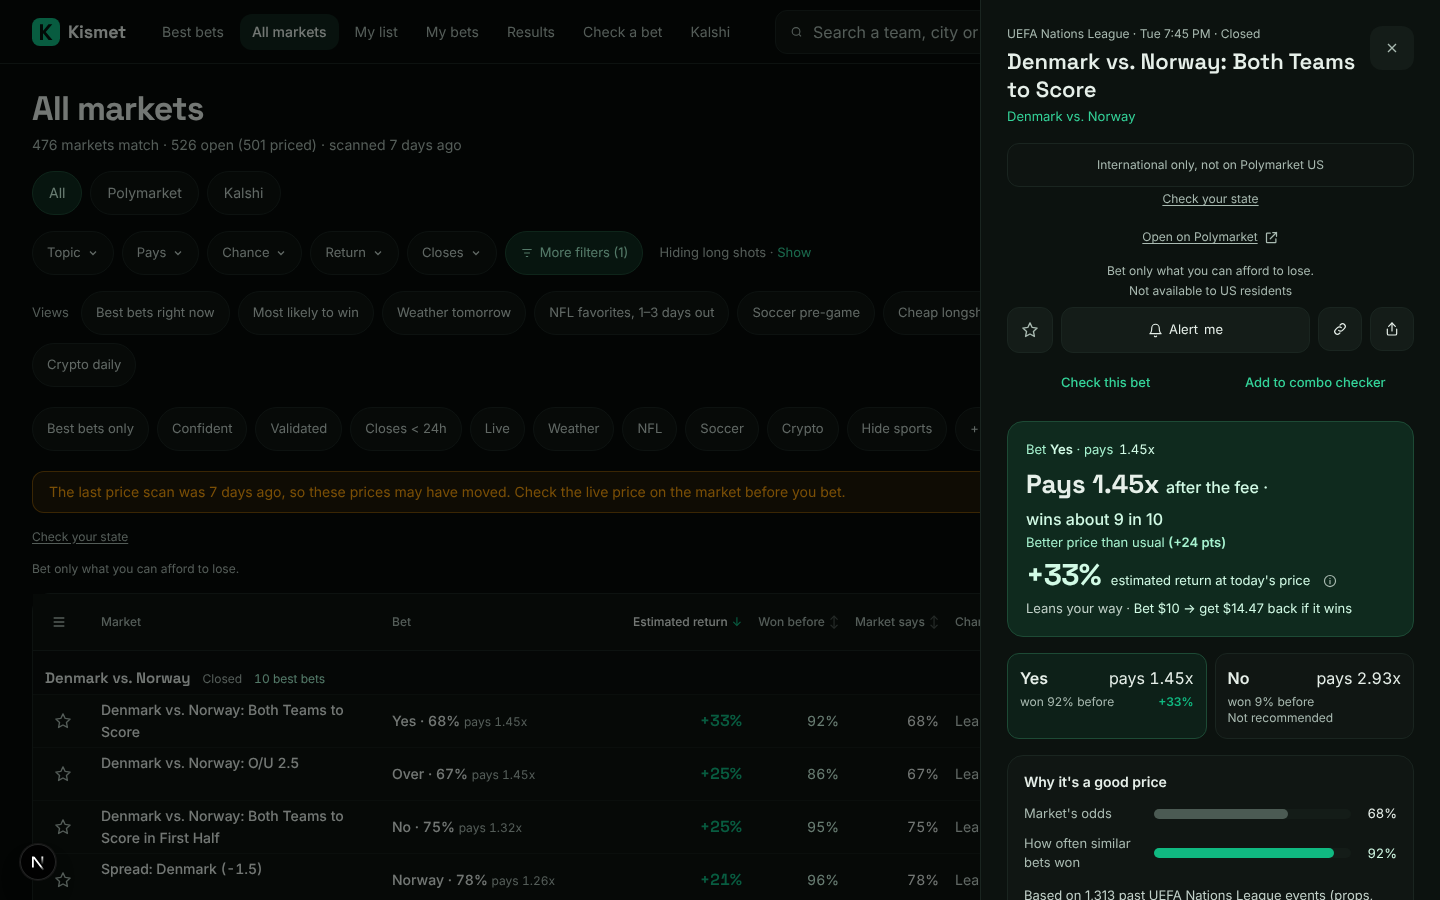 K Kismet
Best bets
All markets
My list
My bets
Results
Check a bet
Kalshi
Search a team, city or
All markets
476 markets match · 526 open (501 priced) · scanned 7 days ago
All
Polymarket
Kalshi
Topic
Pays
Chance
Return
Closes
More filters (1)
Hiding long shots · Show
Views
Best bets right now
Most likely to win
Weather tomorrow
NFL favorites, 1–3 days out
Soccer pre-game
Cheap longsh
Crypto daily
Best bets only
Confident
Validated
Closes < 24h
Live
Weather
NFL
Soccer
Crypto
Hide sports
+
The last price scan was 7 days ago, so these prices may have moved. Check the live price on the market before you bet.
Check your state
Bet only what you can afford to lose.
Market
Bet
Estimated return ↓
Won before
Market says
Chan
Denmark vs. Norway Closed 10 best bets
Denmark vs. Norway: Both Teams to
Score
Yes · 68% pays 1.45x
+33%
92%
68%
Lea
Denmark vs. Norway: O/U 2.5
Over · 67% pays 1.45x
+25%
86%
67%
Lea
Denmark vs. Norway: Both Teams to
Score in First Half
No · 75% pays 1.32x
+25%
95%
75%
Lea
Spread: Denmark (-1.5)
Norway · 78% pays 1.26x
+21%
96%
78%
Lea
N
UEFA Nations League · Tue 7:45 PM · Closed
Denmark vs. Norway: Both Teams
to Score
Denmark vs. Norway
International only, not on Polymarket US
Check your state
Open on Polymarket
Bet only what you can afford to lose.
Not available to US residents
Alert me
Check this bet
Add to combo checker
Bet Yes · pays 1.45x
Pays 1.45x after the fee ·
wins about 9 in 10
Better price than usual (+24 pts)
+33% estimated return at today's price
Leans your way · Bet $10 → get $14.47 back if it wins
Yes pays 1.45x
won 92% before +33%
No pays 2.93x
won 9% before
Not recommended
Why it's a good price
Market's odds 68%
How often similar
bets won
92%
Based on 1,313 past UEFA Nations League events (props,